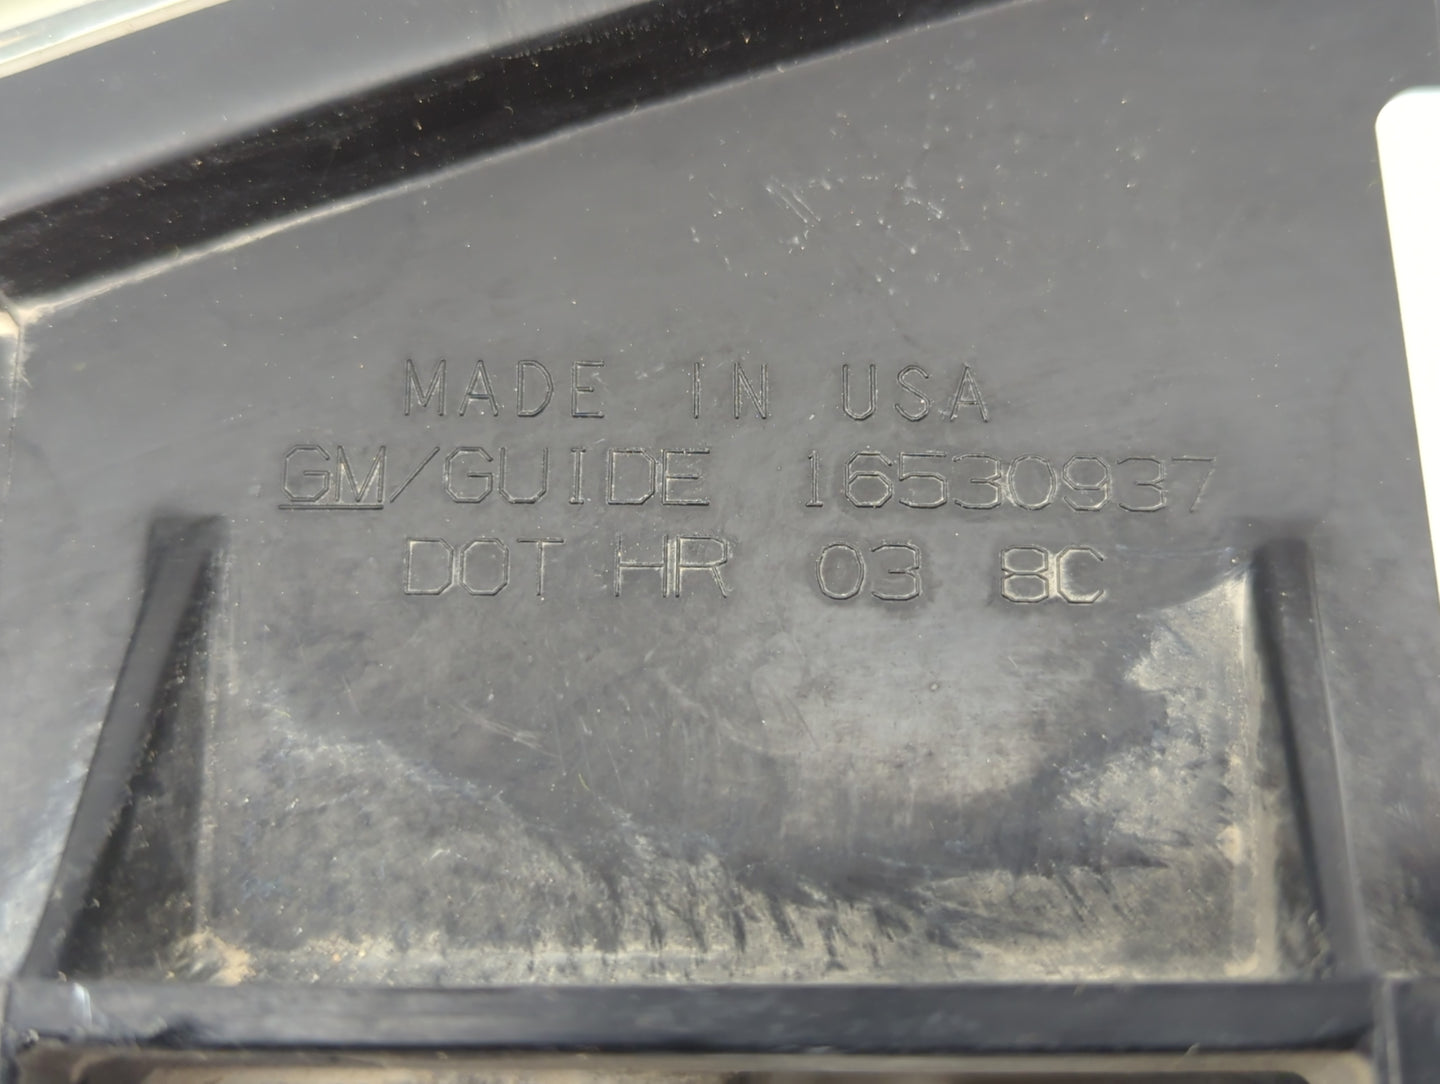 MADE IN USA
GM/GUIDE 16530937
DOT HR 03 8C